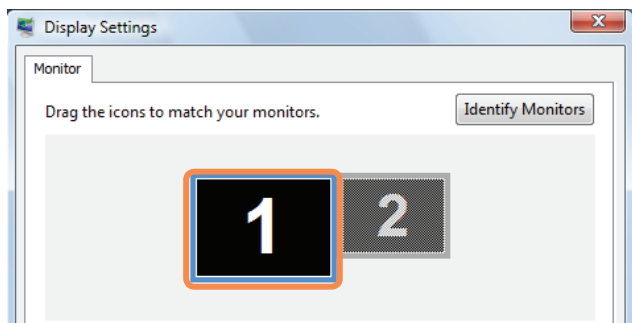 Display Settings
Monitor
Drag the icons to match your monitors.
Identify Monitors
1
2